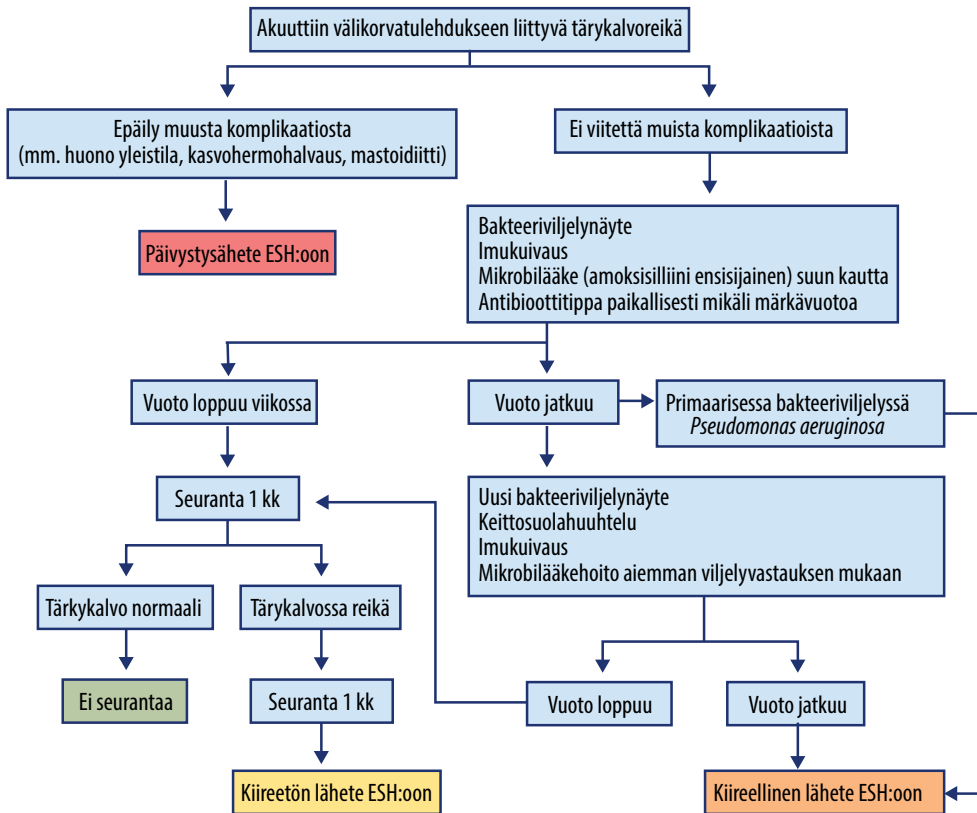 Akuuttiin välikorvatulehdukseen liittyvä tärykalvoreikä
Epäily muusta komplikaatiosta
(mm. huono yleistila, kasvohermohalvaus, mastoidiitti)
Ei viitettä muista komplikaatioista
Päivystysähete ESH:oon
Bakteeriviljelynäyte
Imukuivaus
Mikrobilääke (amoksisilliini ensisijainen) suun kautta
Antibioottitippa paikallisesti mikäli märkävuotoa
Vuoto loppuu viikossa
Vuoto jatkuu
Primaarisessa bakteeriviljelyssä
Pseudomonas aeruginosa
Seuranta 1 kk
Uusi bakteeriviljelynäyte
Keittosuolahuuhtelu
Imukuivaus
Mikrobilääkehoito aiemman viljelyvastauksen mukaan
Tärkykalvo normaali
Tärykalvossa reikä
Ei seurantaa
Seuranta 1 kk
Vuoto loppuu
Vuoto jatkuu
Kiireetön lähete ESH:oon
Kiireellinen lähete ESH:oon